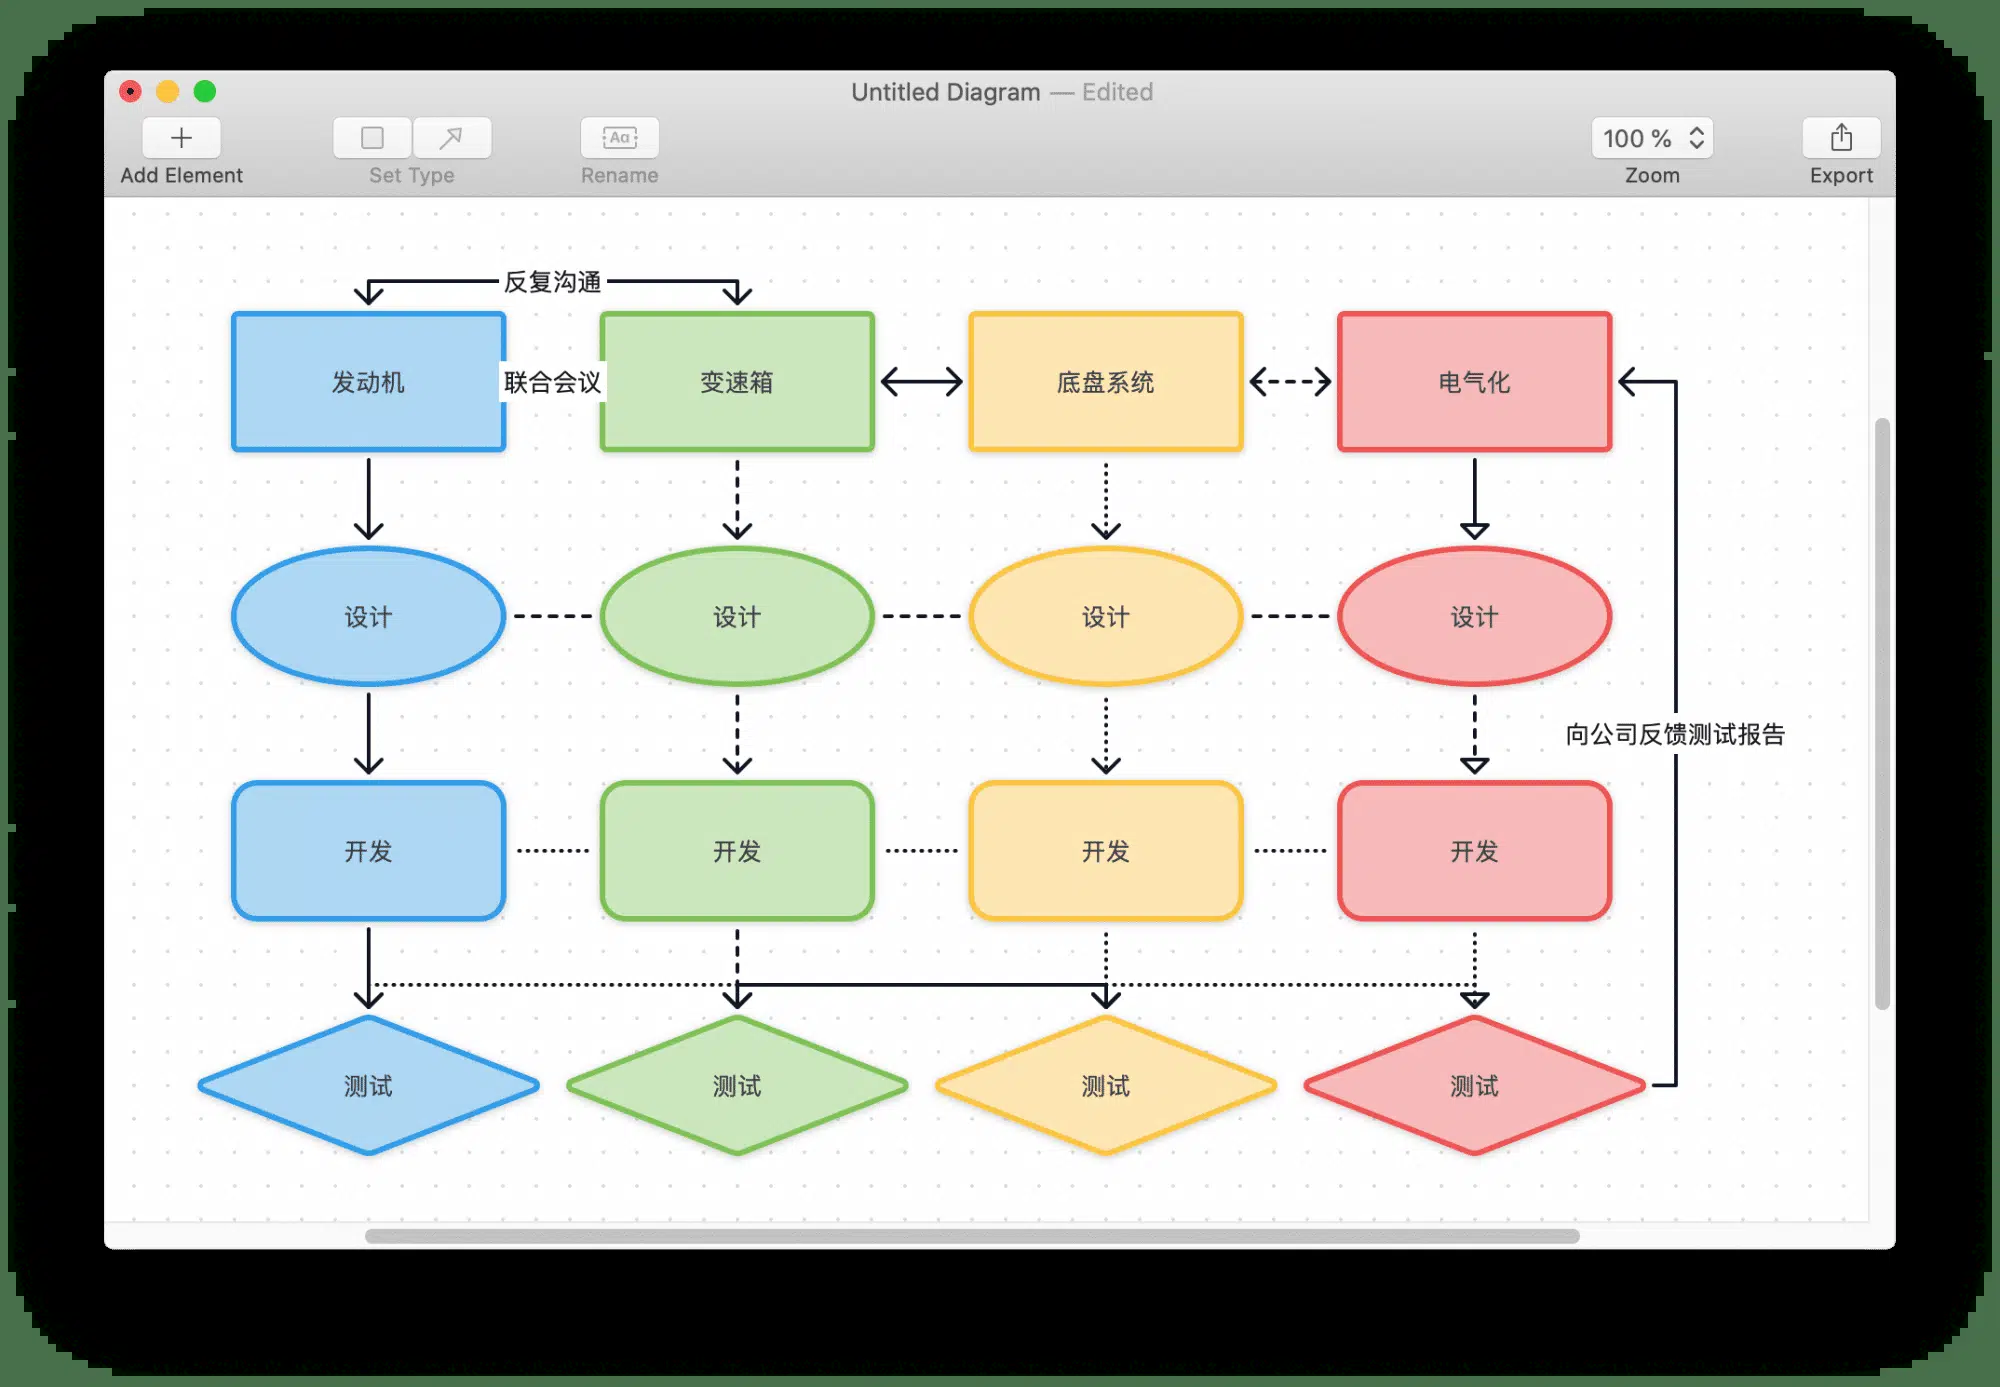 Untitled Diagram — Edited
100 %
Add Element
Set Type
Aa
Rename
Zoom
Export
反复沟通
发动机
联合会议
变速箱
底盘系统
电气化
设计
设计
设计
设计
向公司反馈测试报告
开发
开发
开发
开发
测试
测试
测试
测试